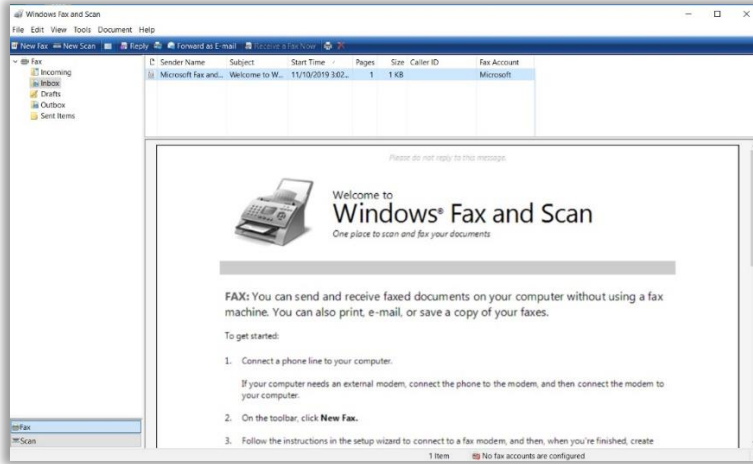 Windows Fax and Scan
File Edit View Tools Document Help
New Fax New Scan Reply Forward as E-mail Receive a Fax Now
Fax
Incoming
Inbox
Drafts
Outbox
Sent Items
Sender Name Subject Start Time Pages Size Caller ID Fax Account
Microsoft Fax and... Welcome to W... 11/10/2019 3:02... 1 1 KB Microsoft
Please do not reply to this message.
Welcome to
Windows® Fax and Scan
One place to scan and fax your documents
FAX: You can send and receive faxed documents on your computer without using a fax
machine. You can also print, e-mail, or save a copy of your faxes.
To get started:
1. Connect a phone line to your computer.
If your computer needs an external modem, connect the phone to the modem, and then connect the modem to
your computer.
2. On the toolbar, click New Fax.
3. Follow the instructions in the setup wizard to connect to a fax modem, and then, when you're finished, create
Fax
Scan
1 Item No fax accounts are configured